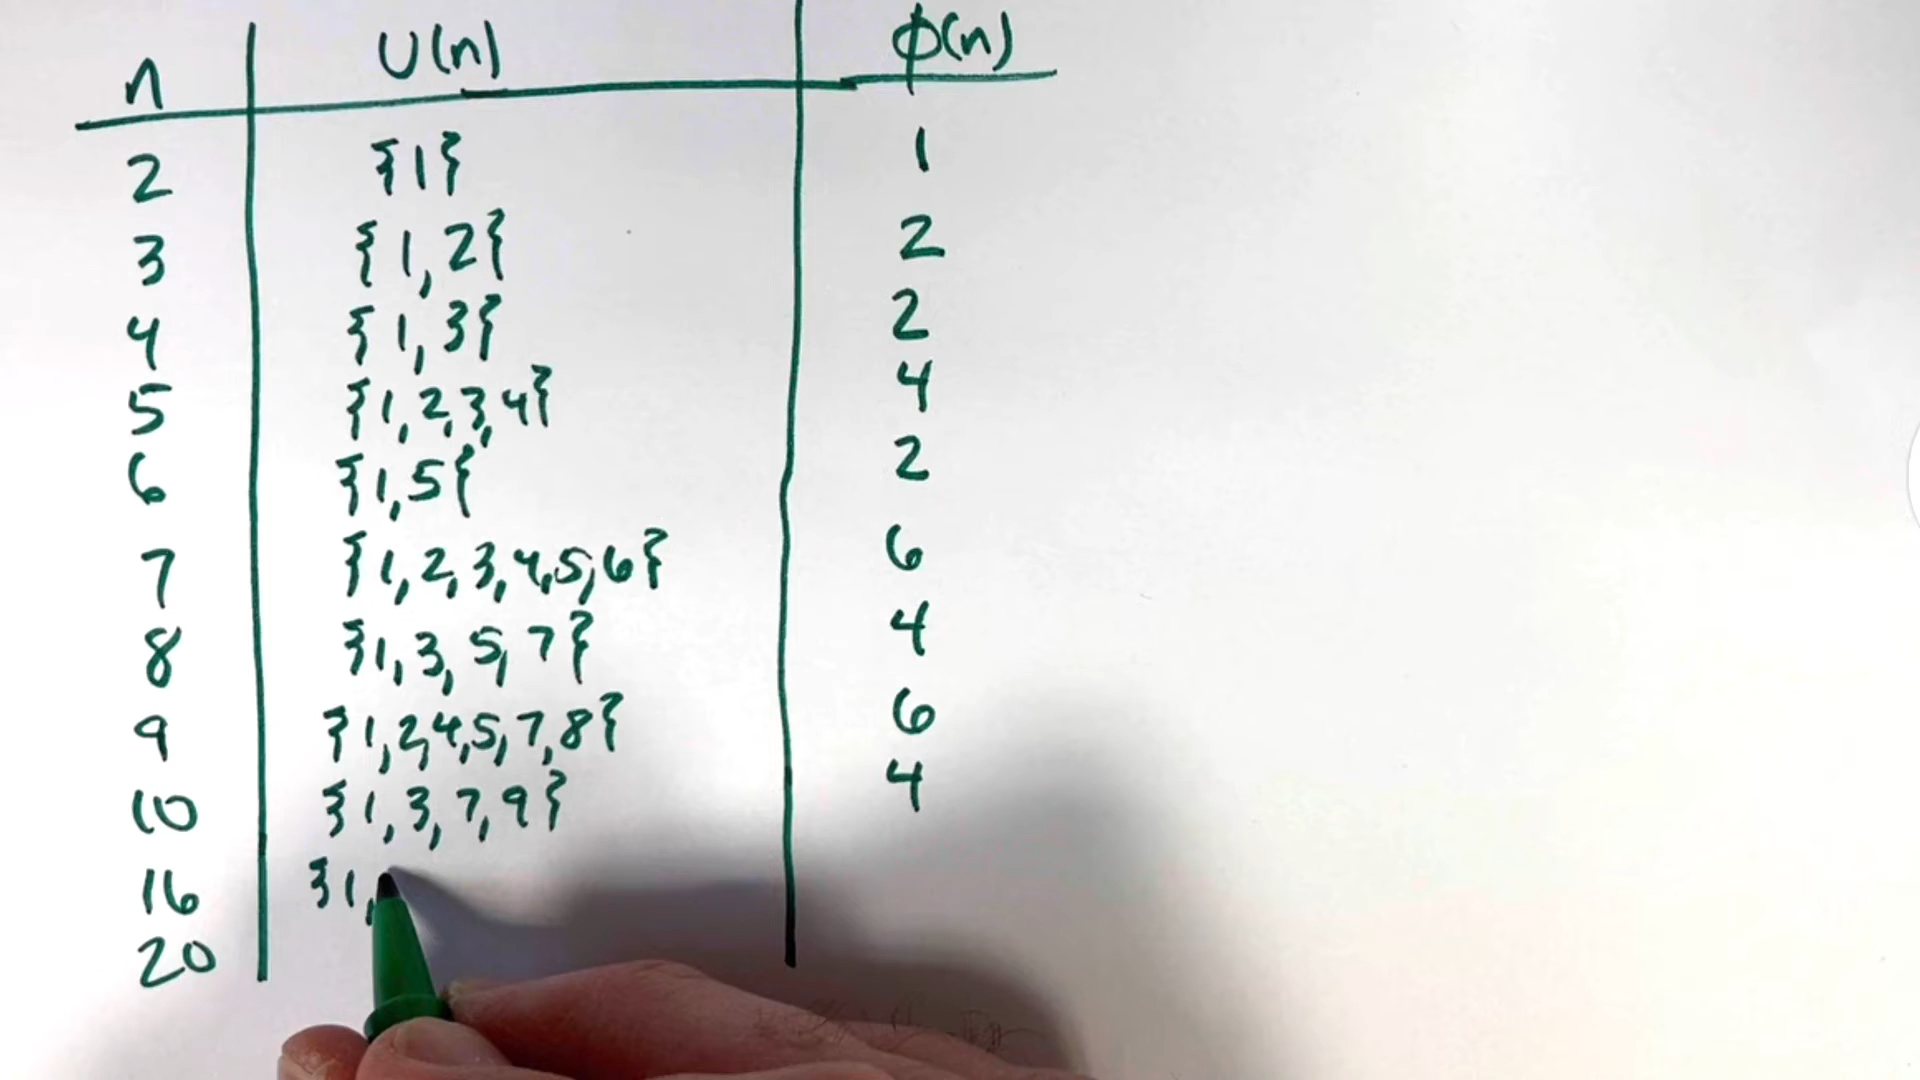 n U(n) ϕ(n)
2 {1} 1
3 {1,2} 2
4 {1,3} 2
5 {1,2,3,4} 4
6 {1,5} 2
7 {1,2,3,4,5,6} 6
8 {1,3,5,7} 4
9 {1,2,4,5,7,8} 6
10 {1,3,7,9} 4
16 {1,
20